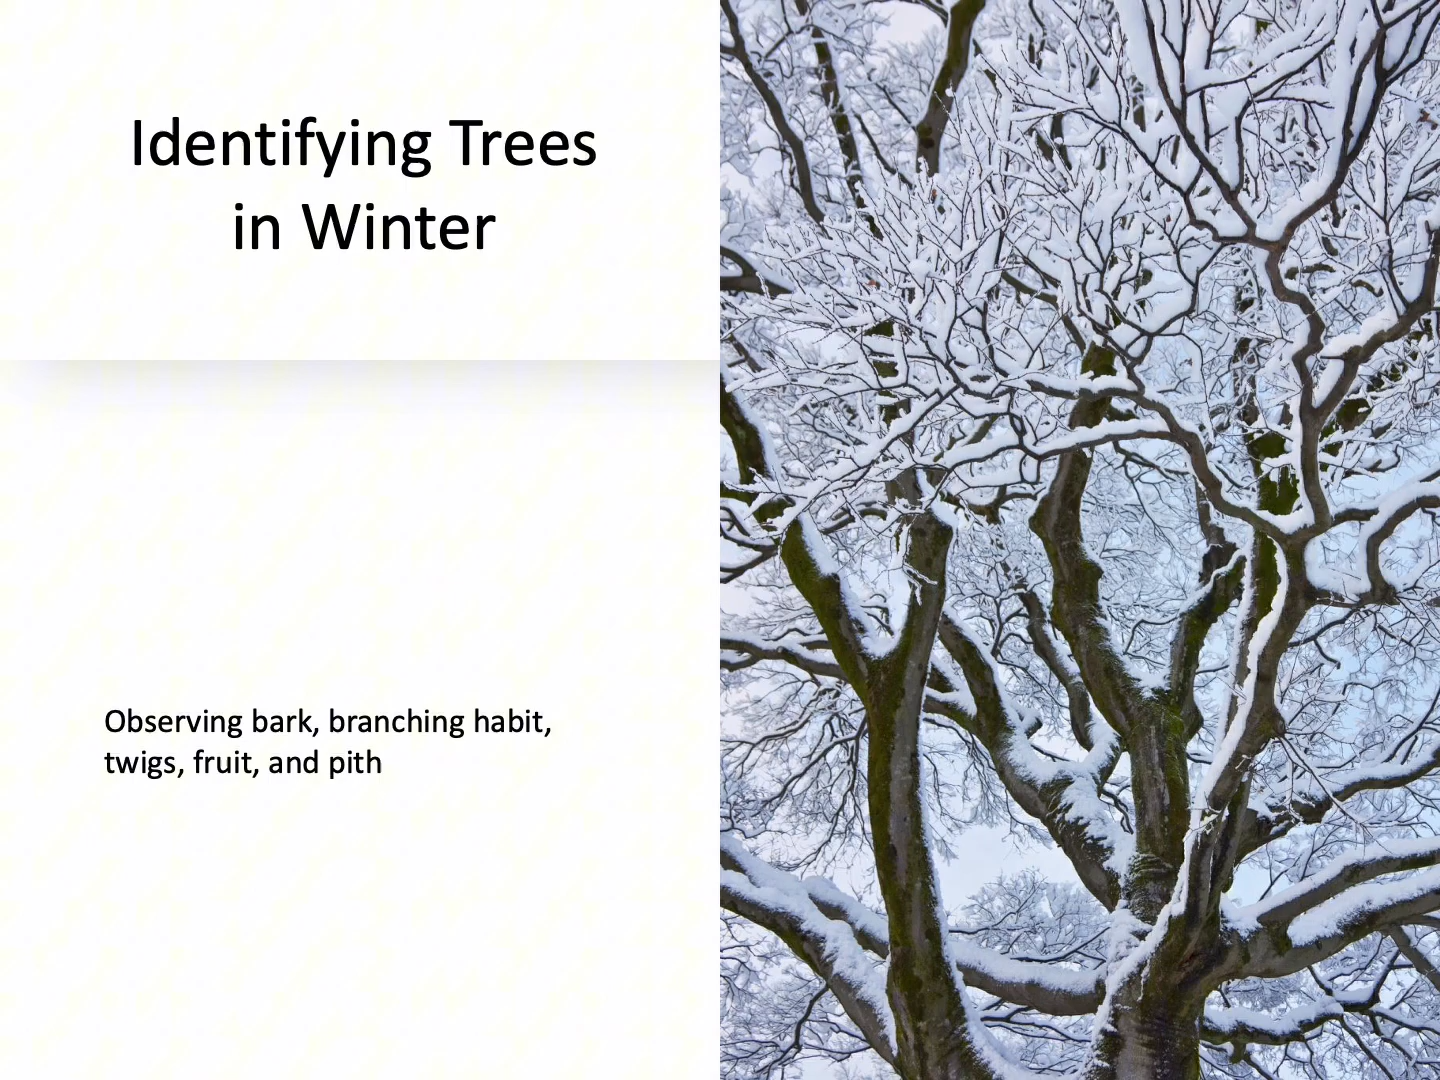 Identifying Trees
in Winter
Observing bark, branching habit,
twigs, fruit, and pith